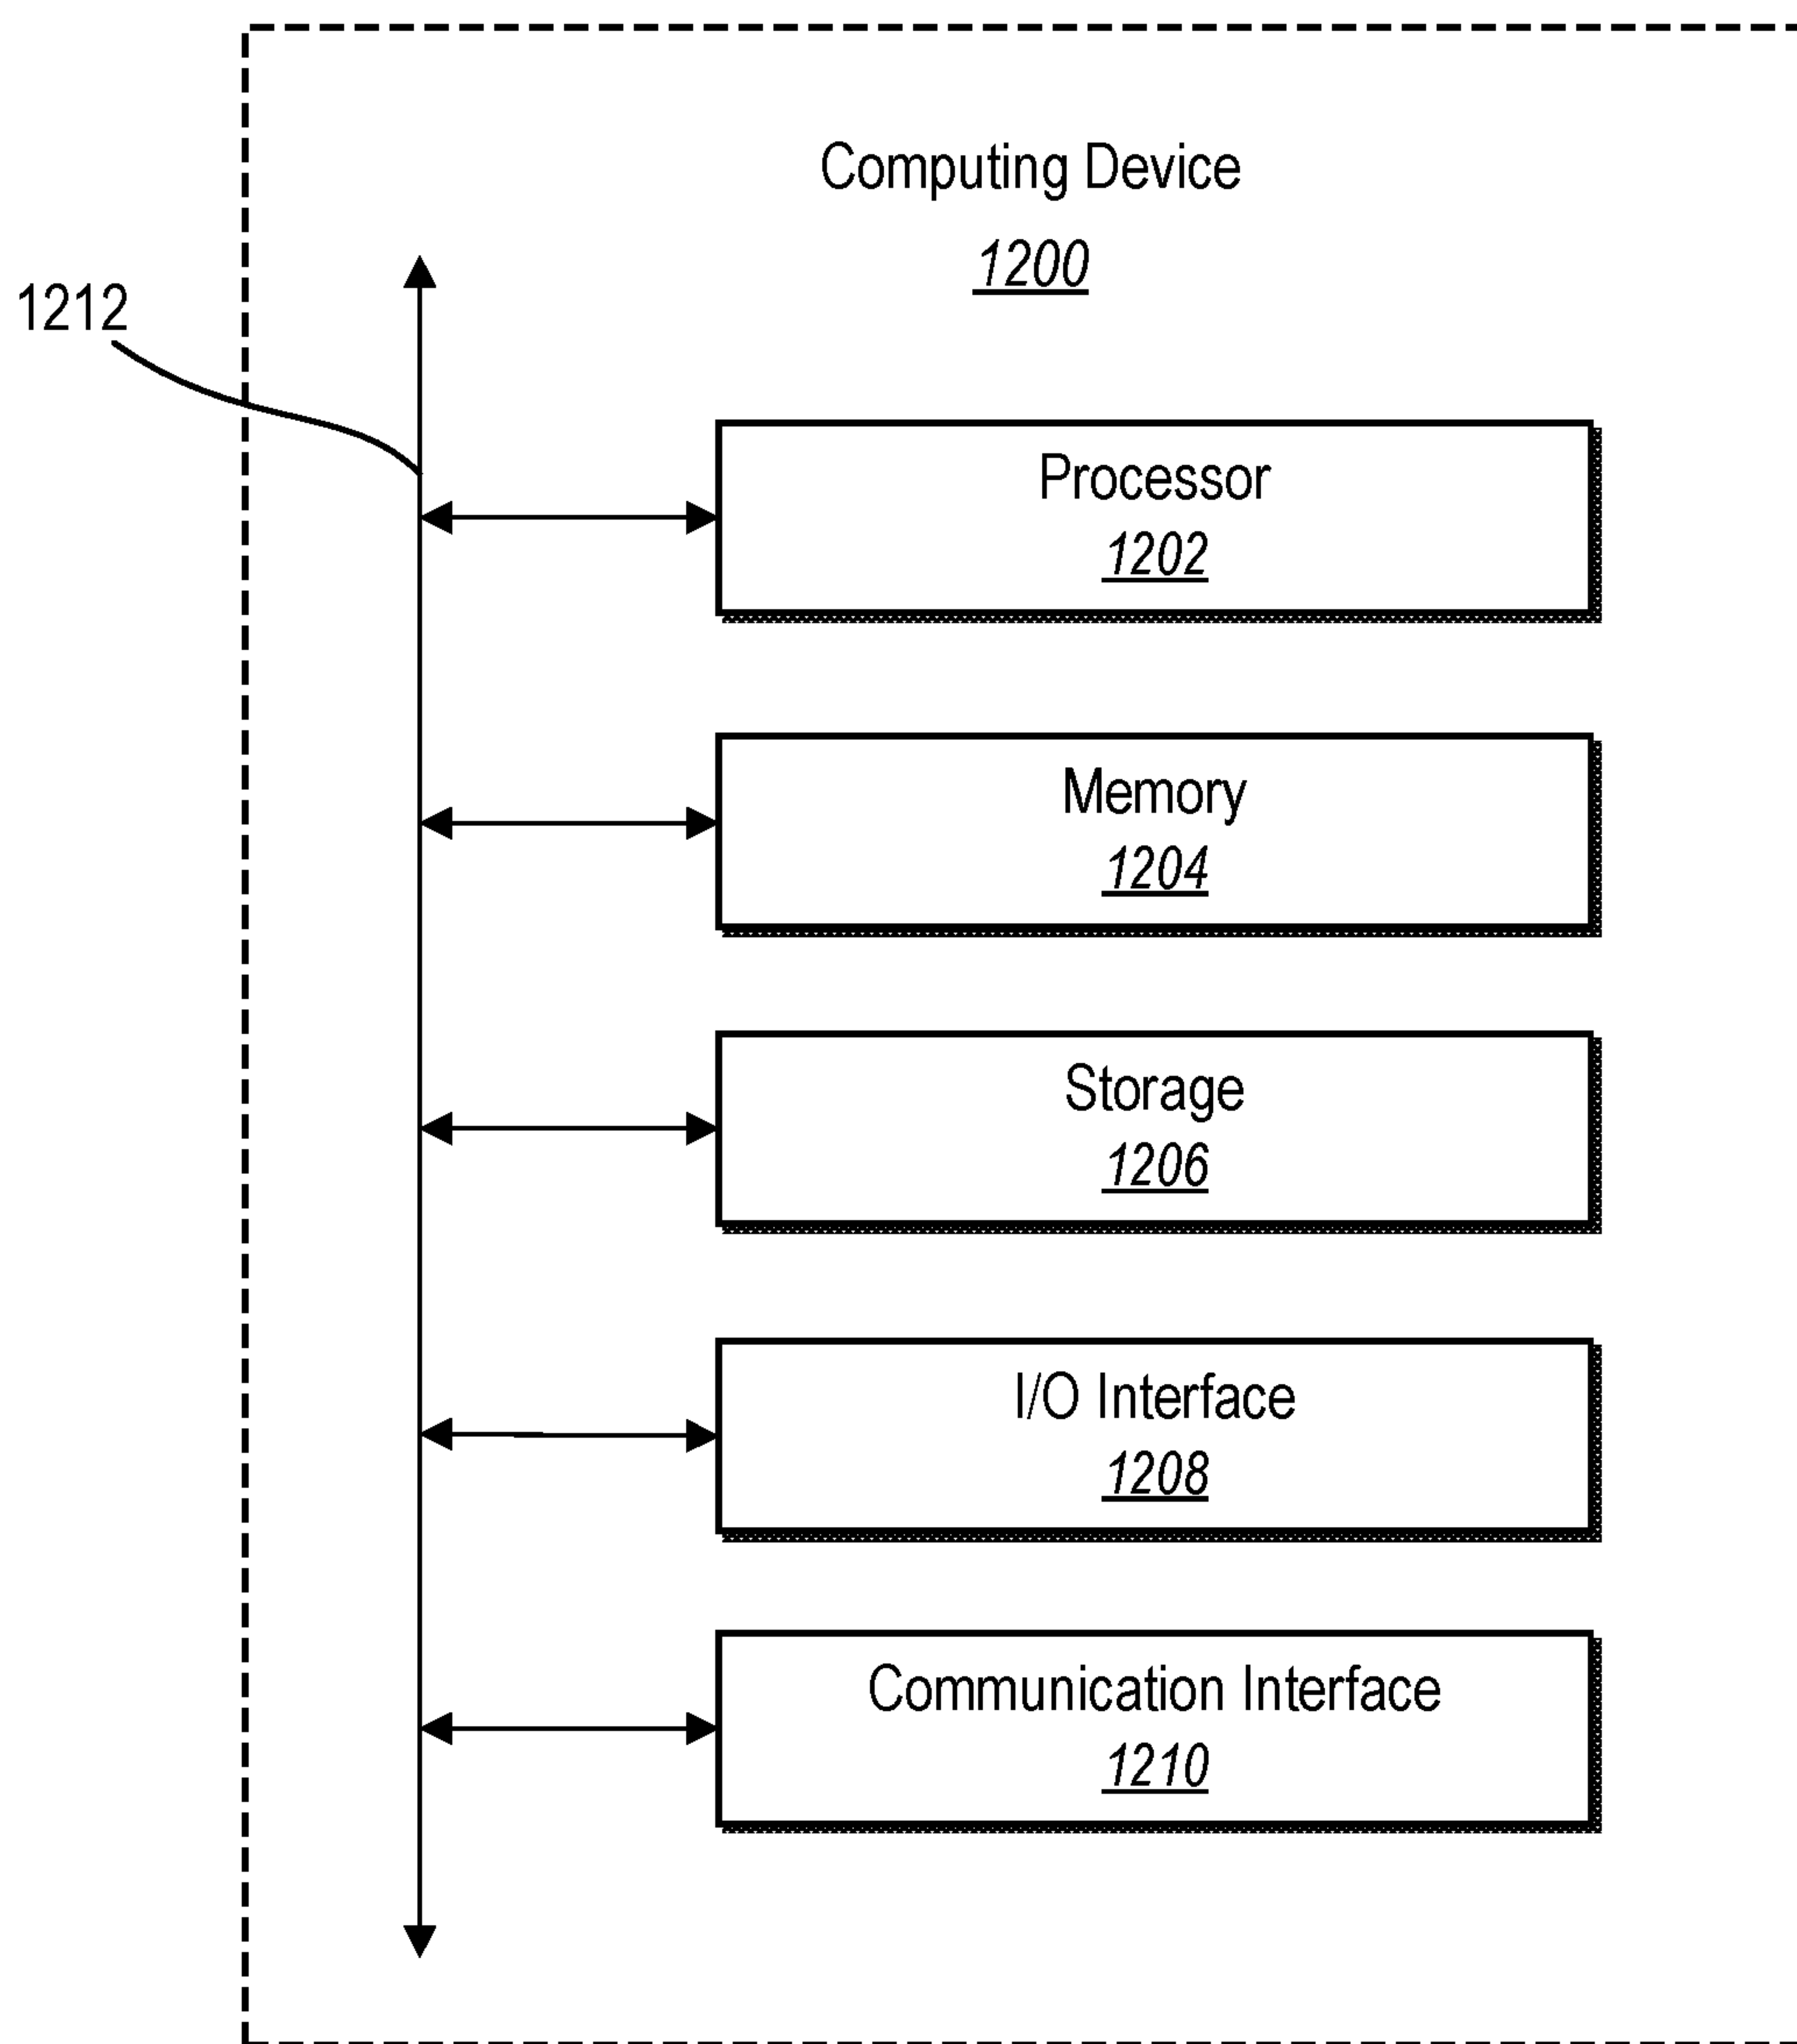 Computing Device
1200
1212
Processor
1202
Memory
1204
Storage
1206
I/O Interface
1208
Communication Interface
1210